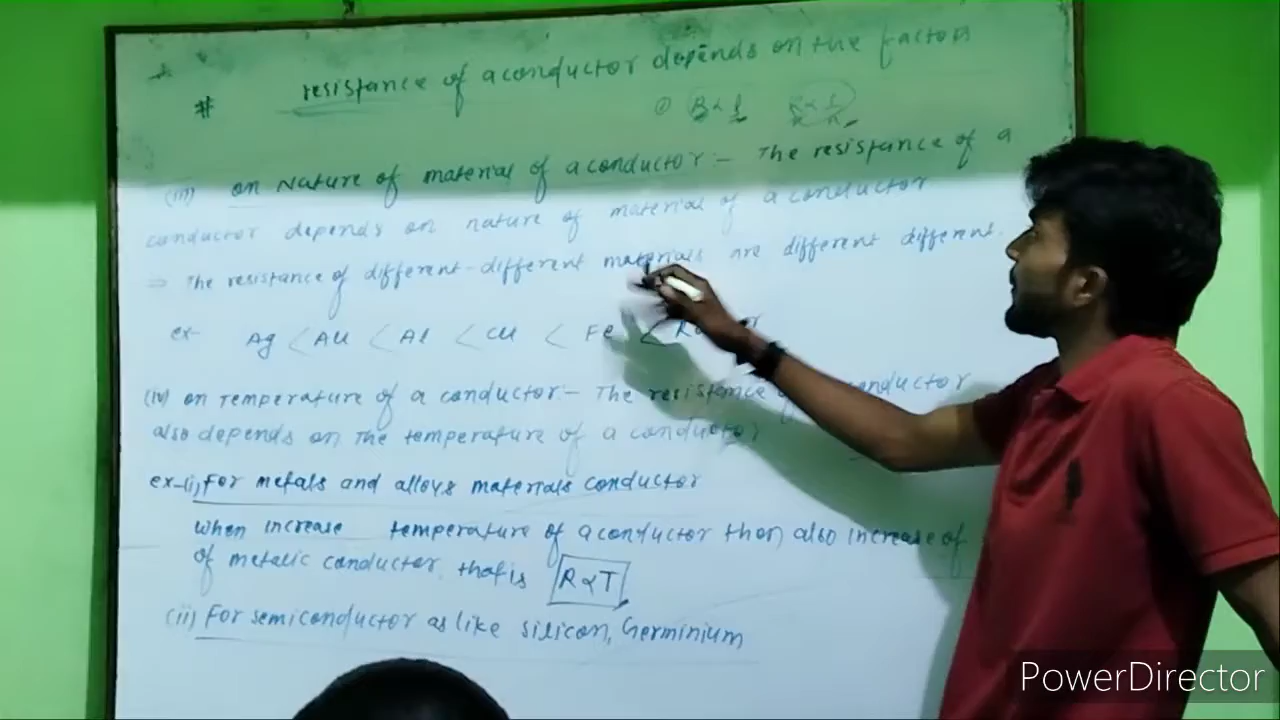 # resistance of a conductor depends on the factors
(iii) on Nature of material of a conductor :- The resistance of a
conductor depends on nature of material of a conductor
⇒ The resistance of different-different materials are different different.
ex- Ag < Au < Al < Cu < Fe <
(iv) on Temperature of a conductor :- The resistance conductor
also depends on the temperature of a conductor
ex-(i) For metals and alloys materials conductor
when increase temperature of a conductor then also increase of
of metalic conductor. that is R∝T
(ii) For semiconductor as like silicon, Germinium
PowerDirector